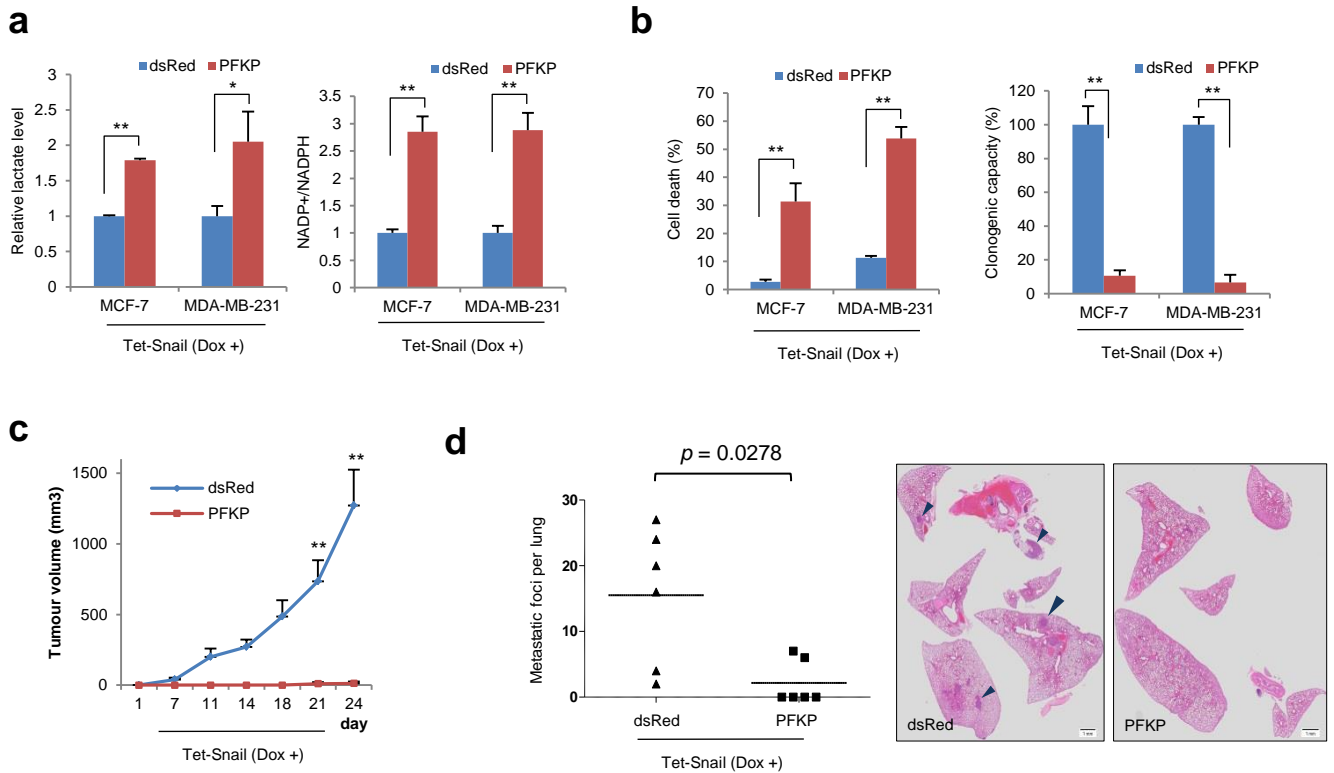 a
dsRed PFKP
Relative lactate level
3
2.5
2
1.5
1
0.5
0
**
*
MCF-7 MDA-MB-231
Tet-Snail (Dox +)
dsRed PFKP
NADP+/NADPH
3.5
3
2.5
2
1.5
1
0.5
0
**
**
MCF-7 MDA-MB-231
Tet-Snail (Dox +)
b
dsRed PFKP
Cell death (%)
70
60
50
40
30
20
10
0
**
**
MCF-7 MDA-MB-231
Tet-Snail (Dox +)
dsRed PFKP
Clonogenic capacity (%)
120
100
80
60
40
20
0
**
**
MCF-7 MDA-MB-231
Tet-Snail (Dox +)
c
Tumour volume (mm3)
1500
1000
500
0
dsRed
PFKP
**
**
1 7 11 14 18 21 24
day
Tet-Snail (Dox +)
d
p = 0.0278
Metastatic foci per lung
30
20
10
0
dsRed PFKP
Tet-Snail (Dox +)
dsRed
1 mm
PFKP
1 mm